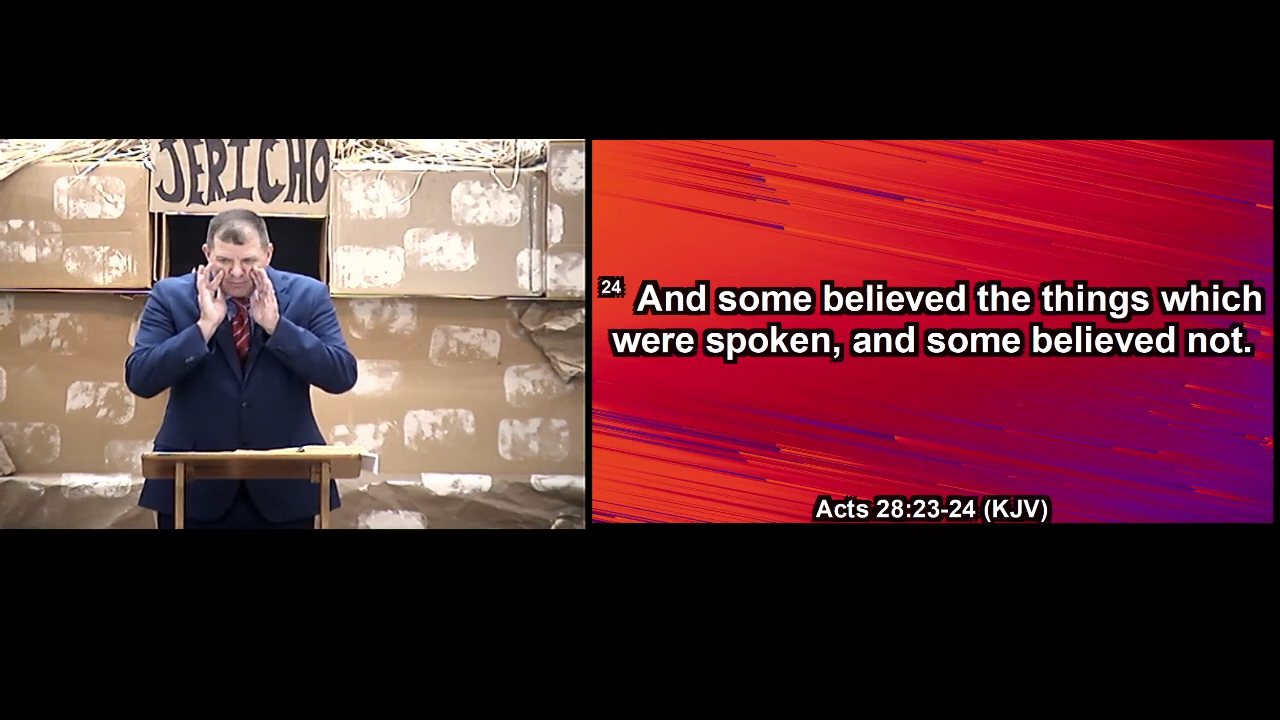 JERICHO
24 And some believed the things which
were spoken, and some believed not.
Acts 28:23-24 (KJV)